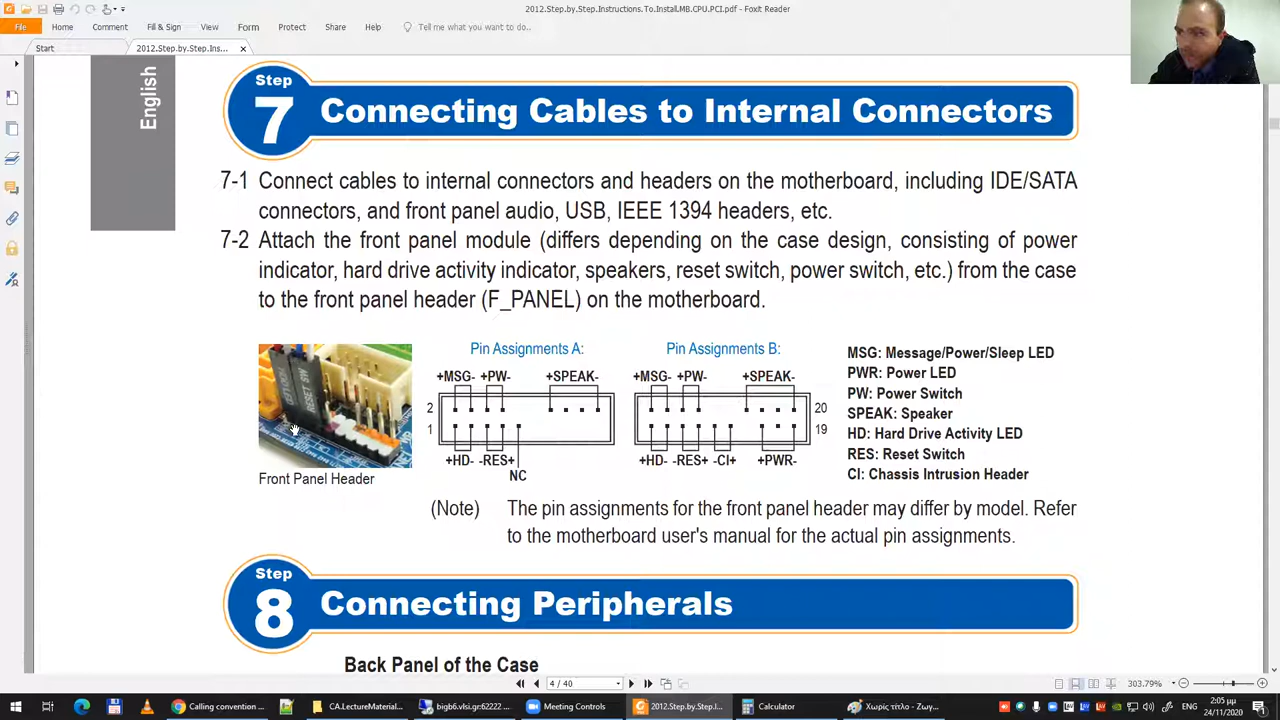 2012.Step.by.Step.Instructions.To.Install.MB.CPU.PCI.pdf - Foxit Reader
File Home Comment Fill & Sign View Form Protect Share Help Tell me what you want to do...
Start 2012.Step.by.Step.Ins...
English
Step
7
Connecting Cables to Internal Connectors
7-1 Connect cables to internal connectors and headers on the motherboard, including IDE/SATA
connectors, and front panel audio, USB, IEEE 1394 headers, etc.
7-2 Attach the front panel module (differs depending on the case design, consisting of power
indicator, hard drive activity indicator, speakers, reset switch, power switch, etc.) from the case
to the front panel header (F_PANEL) on the motherboard.
RESET SW
Front Panel Header
Pin Assignments A:
+MSG- +PW- +SPEAK-
2
1
+HD- -RES+
NC
Pin Assignments B:
+MSG- +PW- +SPEAK-
20
19
+HD- -RES+ -CI+ +PWR-
MSG: Message/Power/Sleep LED
PWR: Power LED
PW: Power Switch
SPEAK: Speaker
HD: Hard Drive Activity LED
RES: Reset Switch
CI: Chassis Intrusion Header
(Note) The pin assignments for the front panel header may differ by model. Refer
to the motherboard user's manual for the actual pin assignments.
Step
8
Connecting Peripherals
Back Panel of the Case
4 / 40
303.79%
Calling convention ...
CA.LectureMaterial...
bigb6.vlsi.gr:62222 ...
Meeting Controls
2012.Step.by.Step.I...
Calculator
Χωρίς τίτλο - Ζωγ...
2:05 μμ
24/11/2020